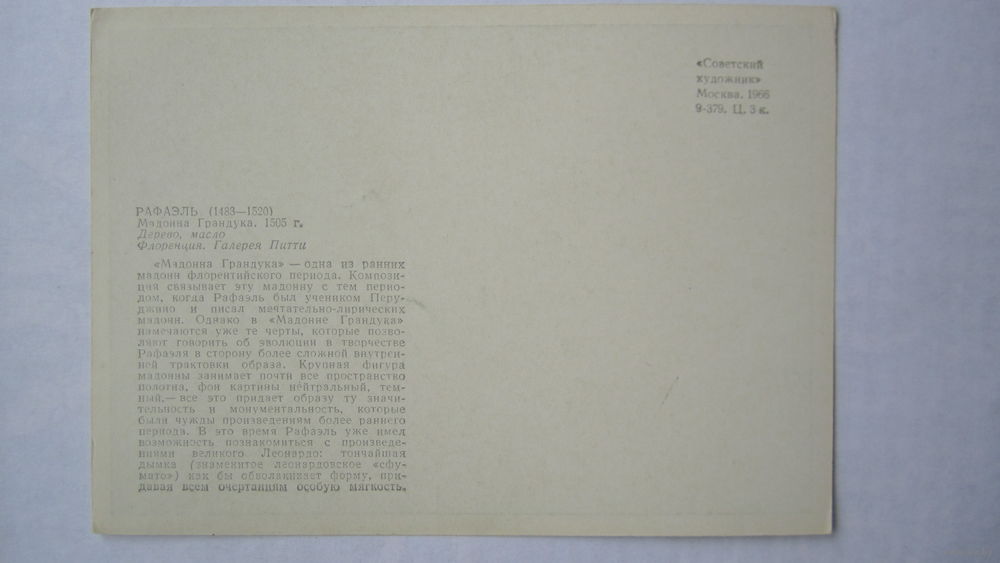 «Советский
художник»
Москва. 1966
9-379. Ц. 3 к.
РАФАЭЛЬ (1483—1520)
Мадонна Грандука. 1505 г.
Дерево, масло
Флоренция. Галерея Питти
«Мадонна Грандука» — одна из ранних
мадонн флорентийского периода. Компози-
ция связывает эту мадонну с тем перио-
дом, когда Рафаэль был учеником Перу-
джино и писал мечтательно-лирических
мадонн. Однако в «Мадонне Грандука»
намечаются уже те черты, которые позво-
ляют говорить об эволюции в творчестве
Рафаэля в сторону более сложной внутрен-
ней трактовки образа. Крупная фигура
мадонны занимает почти все пространство
полотна, фон картины нейтральный, тем-
ный,— все это придает образу ту значи-
тельность и монументальность, которые
были чужды произведениям более раннего
периода. В это время Рафаэль уже имел
возможность познакомиться с произведе-
ниями великого Леонардо: тончайшая
дымка (знаменитое леонардовское «сфу-
мато») как бы обволакивает форму, при-
давая всем очертаниям особую мягкость.